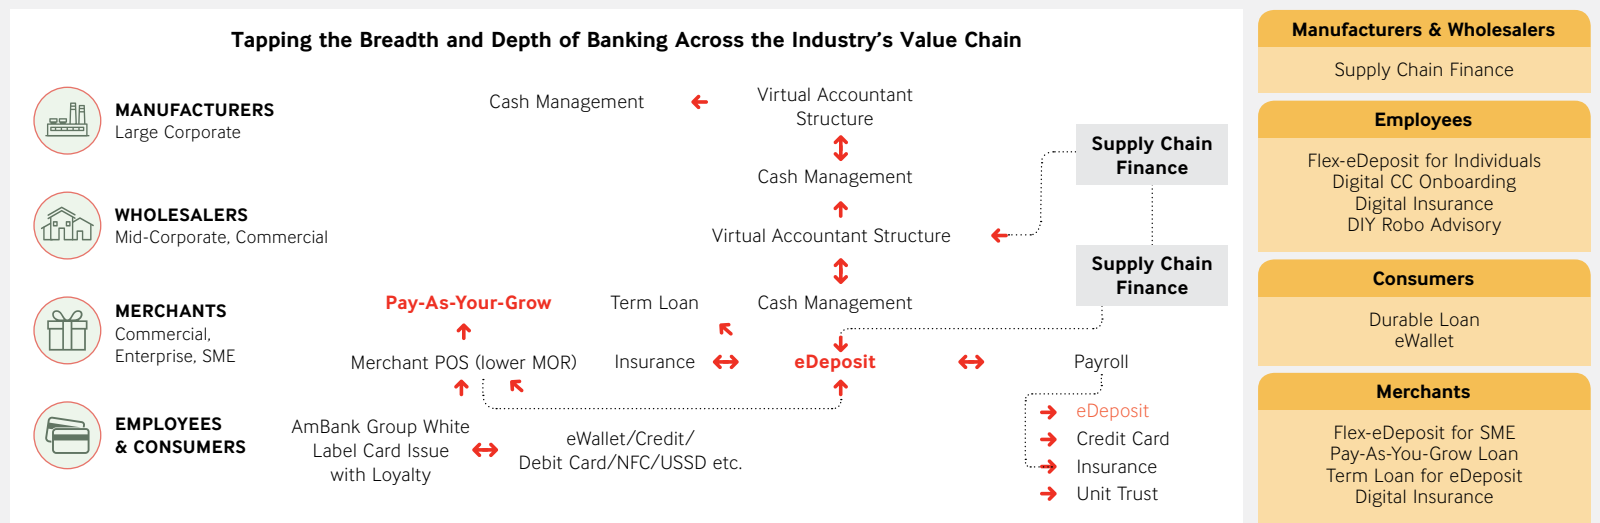 Tapping the Breadth and Depth of Banking Across the Industry's Value Chain
MANUFACTURERS
Large Corporate
Cash Management
Virtual Accountant
Structure
Supply Chain
Finance
Cash Management
WHOLESALERS
Mid-Corporate, Commercial
Virtual Accountant Structure
Supply Chain
Finance
MERCHANTS
Commercial,
Enterprise, SME
Pay-As-Your-Grow
Term Loan
Cash Management
Merchant POS (lower MOR)
Insurance
eDeposit
Payroll
EMPLOYEES
& CONSUMERS
AmBank Group White
Label Card Issue
with Loyalty
eWallet/Credit/
Debit Card/NFC/USSD etc.
eDeposit
Credit Card
Insurance
Unit Trust
Manufacturers & Wholesalers
Supply Chain Finance
Employees
Flex-eDeposit for Individuals
Digital CC Onboarding
Digital Insurance
DIY Robo Advisory
Consumers
Durable Loan
eWallet
Merchants
Flex-eDeposit for SME
Pay-As-You-Grow Loan
Term Loan for eDeposit
Digital Insurance